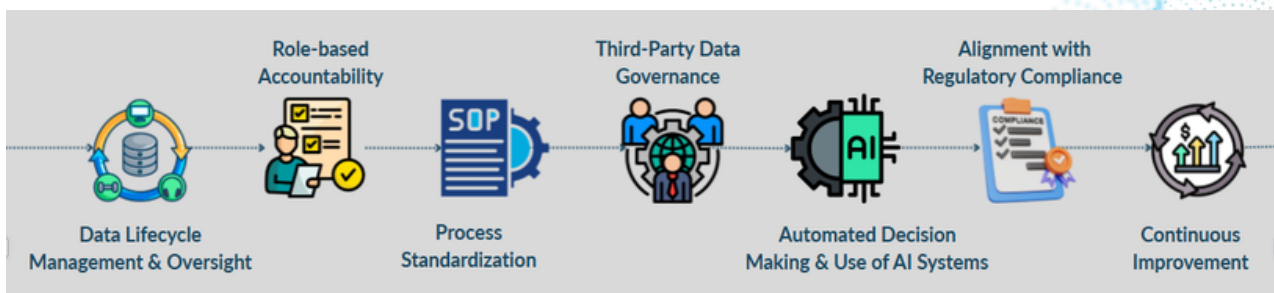 Role-based
Accountability
Third-Party Data
Governance
Alignment with
Regulatory Compliance
SOP
AI
COMPLIANCE
$
Data Lifecycle
Management & Oversight
Process
Standardization
Automated Decision
Making & Use of AI Systems
Continuous
Improvement